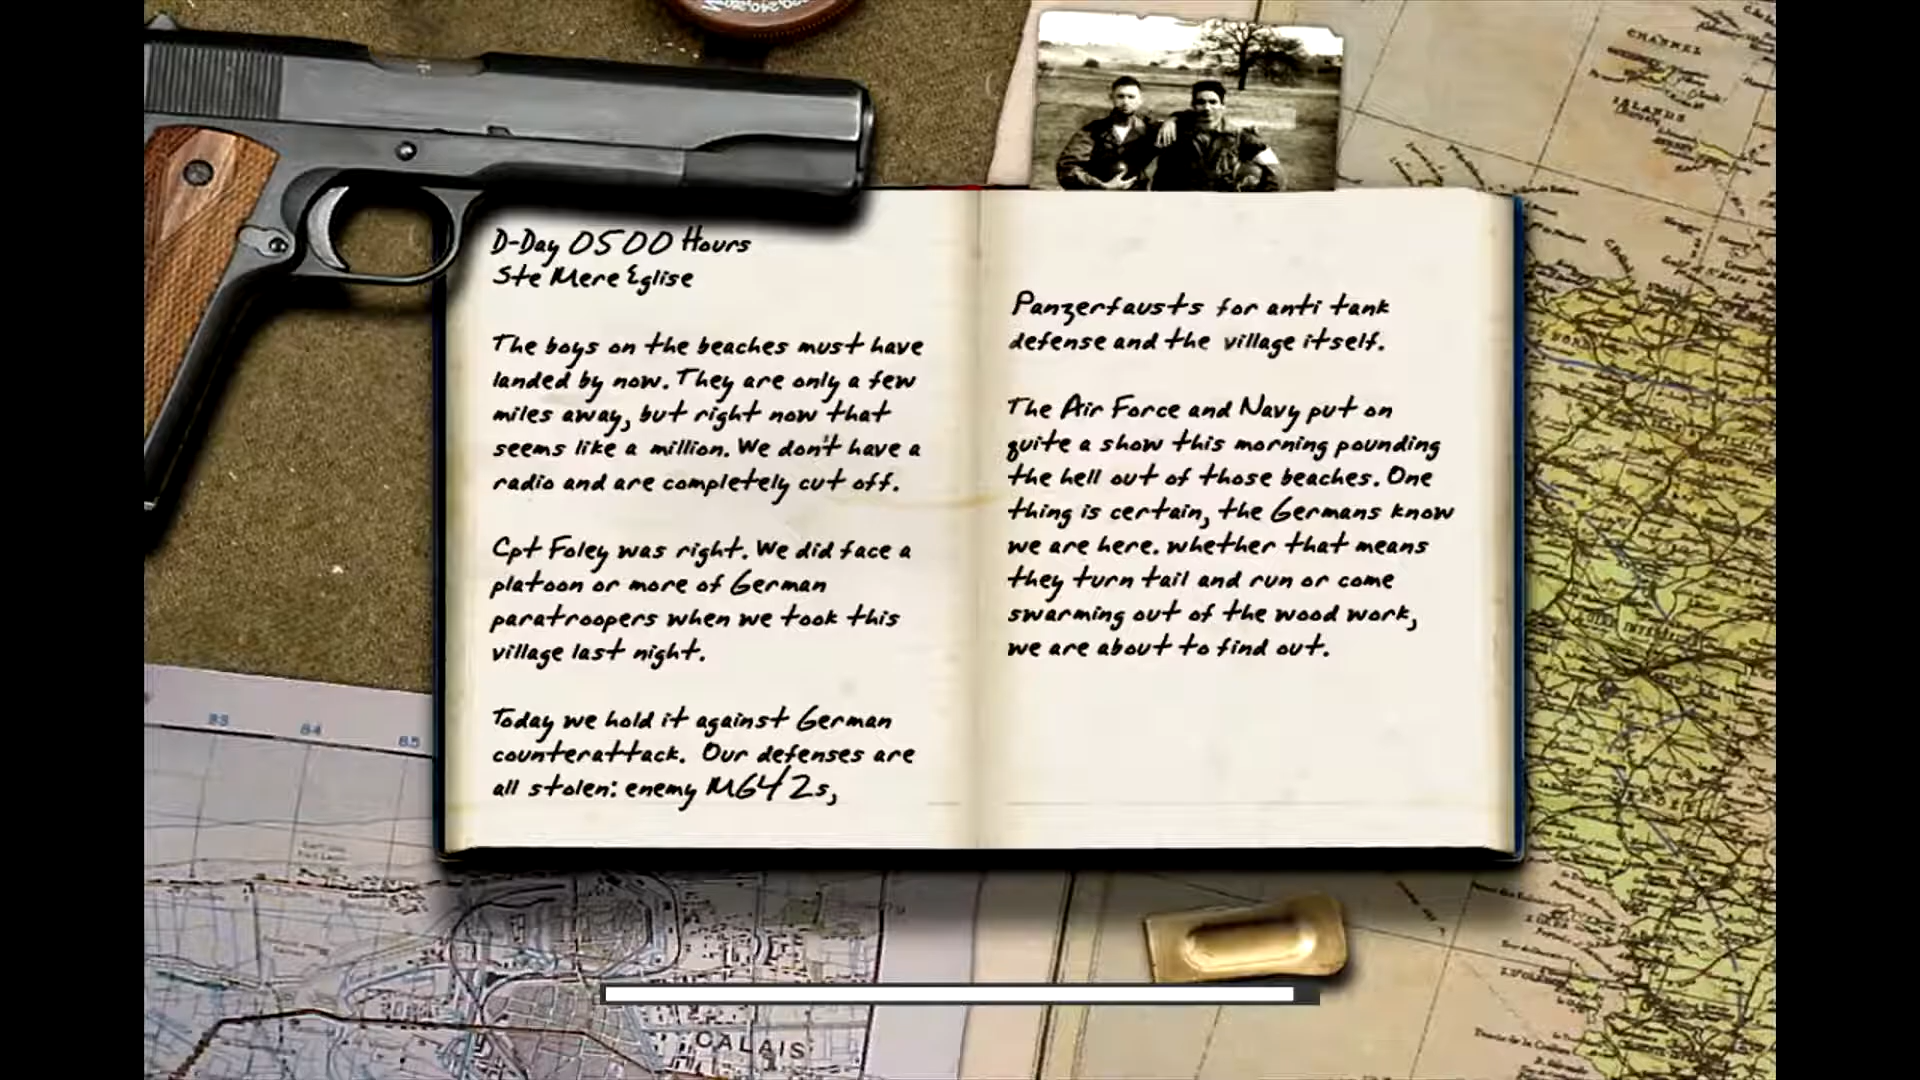 D-Day 0500 Hours
Ste Mere Eglise
The boys on the beaches must have
landed by now. They are only a few
miles away, but right now that
seems like a million. We don't have a
radio and are completely cut off.
Cpt Foley was right. We did face a
platoon or more of German
paratroopers when we took this
village last night.
Today we hold it against German
counterattack. Our defenses are
all stolen: enemy MG42s,
Panzerfausts for anti tank
defense and the village itself.
The Air Force and Navy put on
quite a show this morning pounding
the hell out of those beaches. One
thing is certain, the Germans know
we are here. whether that means
they turn tail and run or come
swarming out of the wood work,
we are about to find out.
CHANNEL
ISLANDS
83 84 85
CALAIS